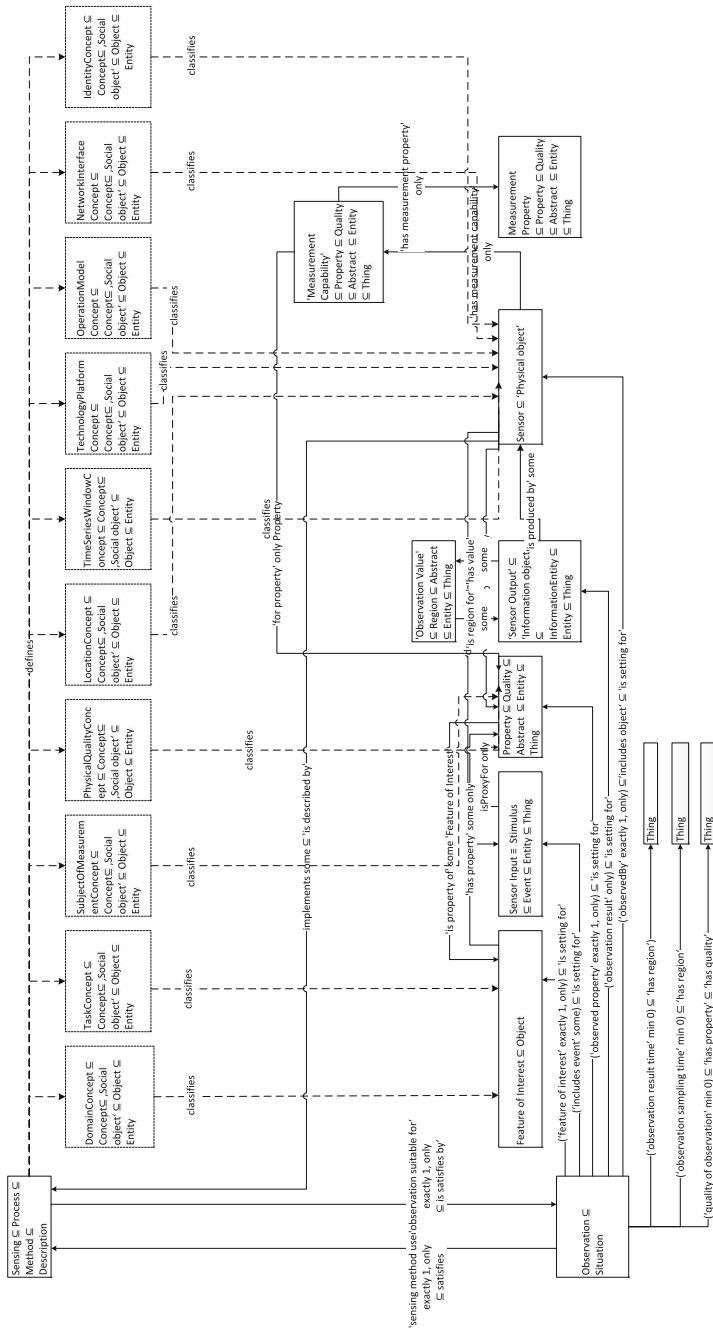 Sensing ⊆ Process ⊆
Method ⊆
Description
defines
DomainConcept ⊆
Concept⊆ ,Social
object' ⊆ Object ⊆
Entity
TaskConcept ⊆
Concept⊆ ,Social
object' ⊆ Object ⊆
Entity
SubjectOfMeasurem
entConcept ⊆
Concept⊆ ,Social
object' ⊆ Object ⊆
Entity
PhysicalQualityConc
ept ⊆ Concept⊆
,Social object' ⊆
Object ⊆ Entity
LocationConcept ⊆
Concept⊆ ,Social
object' ⊆ Object ⊆
Entity
TimeSeriesWindowC
oncept ⊆ Concept⊆
,Social object' ⊆
Object ⊆ Entity
TechnologyPlatform
Concept ⊆
Concept⊆ ,Social
object' ⊆ Object ⊆
Entity
OperationModel
Concept ⊆
Concept⊆ ,Social
object' ⊆ Object ⊆
Entity
NetworkInterface
Concept ⊆
Concept⊆ ,Social
object' ⊆ Object ⊆
Entity
IdentityConcept ⊆
Concept⊆ ,Social
object' ⊆ Object ⊆
Entity
classifies
classifies
classifies
classifies
classifies
classifies
classifies
classifies
classifies
classifies
'for property' only Property
implements some ⊆ 'is described by'
'Measurement
Capability'
⊆ Property ⊆ Quality
⊆ Abstract ⊆ Entity
⊆ Thing
'has measurement property'
only
'has measurement capability'
only
Measurement
Property
⊆ Property ⊆ Quality
⊆ Abstract ⊆ Entity
⊆ Thing
'sensing method use/observation suitable for'
exactly 1, only
⊆ satisfies
exactly 1, only
⊆ is satisfies by'
'is property of' some 'Feature of Interest'
'has property' some only
isProxyFor only
'is region for'
some
'has value'
some
'Observation Value'
⊆ Region ⊆ Abstract
⊆ Entity ⊆ Thing
'is produced by' some
Feature of Interest ⊆ Object
Sensor Input ≡ Stimulus
⊆ Event ⊆ Entity ⊆ Thing
Property ⊆ Quality ⊆
Abstract ⊆ Entity ⊆
Thing
'Sensor Output' ⊆
'Information object'
⊆
InformationEntity ⊆
Entity ⊆ Thing
Sensor ⊆ 'Physical object'
Observation ⊆
Situation
('feature of interest' exactly 1, only) ⊆ 'is setting for'
('includes event' some) ⊆ 'is setting for'
('observed property' exactly 1, only) ⊆ 'is setting for'
('observation result' only) ⊆ 'is setting for'
('observedBy' exactly 1, only) ⊆ 'includes object' ⊆ 'is setting for'
('observation result time' min 0) ⊆ 'has region')
Thing
('observation sampling time' min 0) ⊆ 'has region'
Thing
('quality of observation' min 0) ⊆ 'has property' ⊆ 'has quality'
Thing